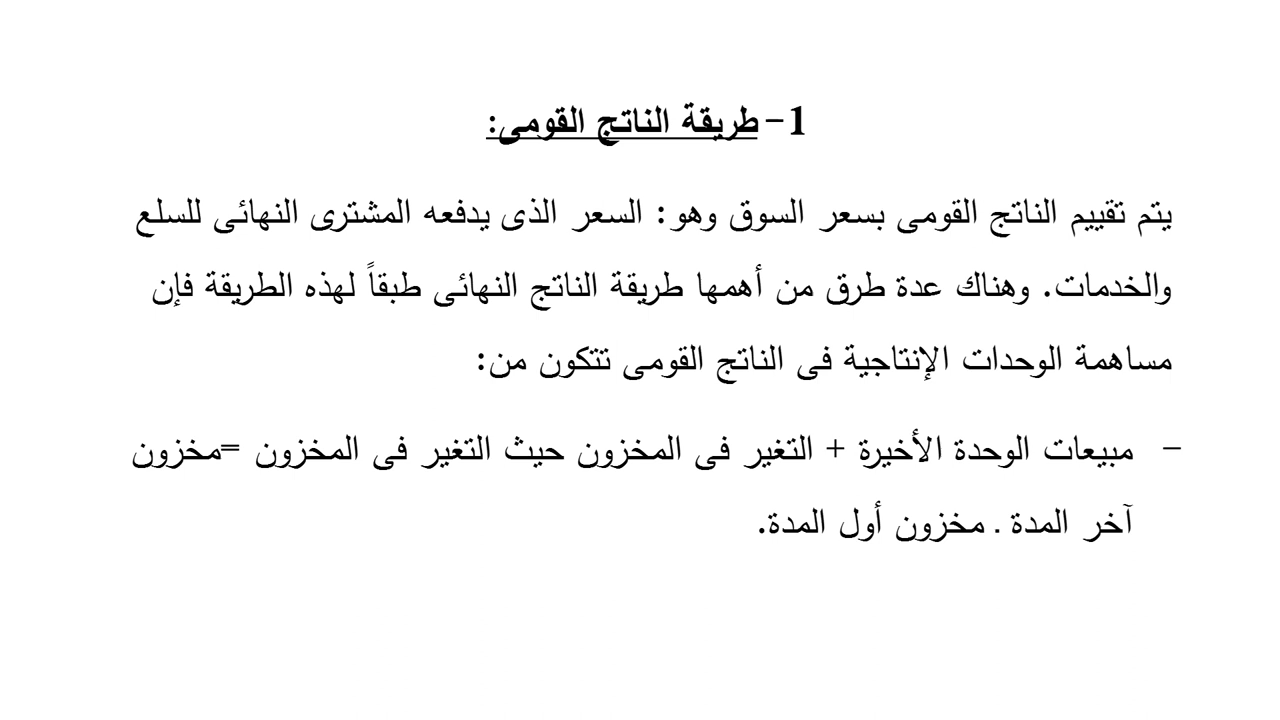 1- طريقة الناتج القومى:
يتم تقييم الناتج القومى بسعر السوق وهو: السعر الذى يدفعه المشترى النهائى للسلع
والخدمات. وهناك عدة طرق من أهمها طريقة الناتج النهائى طبقاً لهذه الطريقة فإن
مساهمة الوحدات الإنتاجية فى الناتج القومى تتكون من:
- مبيعات الوحدة الأخيرة + التغير فى المخزون حيث التغير فى المخزون =مخزون
آخر المدة ـ مخزون أول المدة.